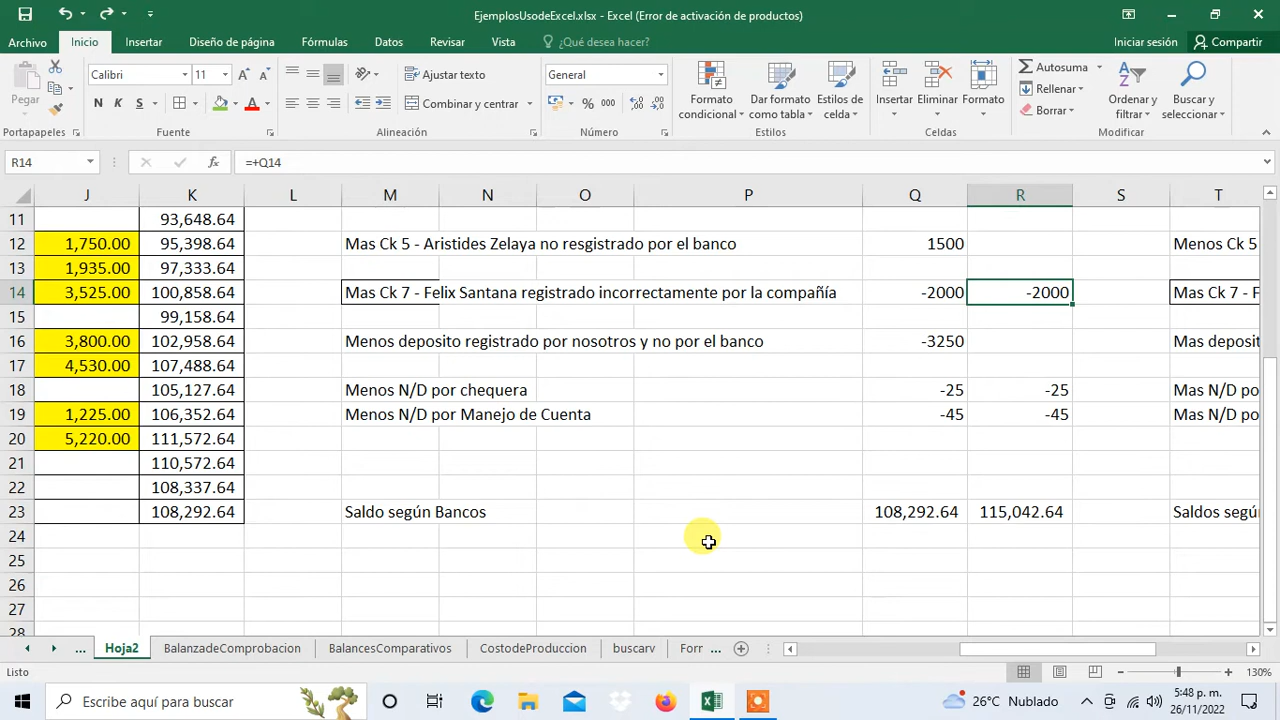 EjemplosUsodeExcel.xlsx - Excel (Error de activación de productos)
Archivo Inicio Insertar Diseño de página Fórmulas Datos Revisar Vista ¿Qué desea hacer? Iniciar sesión Compartir
Pegar Calibri 11 Ajustar texto General Formato condicional Dar formato como tabla Estilos de celda Insertar Eliminar Formato Autosuma Rellenar Borrar Ordenar y filtrar Buscar y seleccionar
N K S Combinar y centrar % 000
Portapapeles Fuente Alineación Número Estilos Celdas Modificar
R14 fx =+Q14
J K L M N O P Q R S T
11 93,648.64
12 1,750.00 95,398.64 Mas Ck 5 - Aristides Zelaya no resgistrado por el banco 1500 Menos Ck 5
13 1,935.00 97,333.64
14 3,525.00 100,858.64 Mas Ck 7 - Felix Santana registrado incorrectamente por la compañía -2000 -2000 Mas Ck 7 - F
15 99,158.64
16 3,800.00 102,958.64 Menos deposito registrado por nosotros y no por el banco -3250 Mas deposit
17 4,530.00 107,488.64
18 105,127.64 Menos N/D por chequera -25 -25 Mas N/D po
19 1,225.00 106,352.64 Menos N/D por Manejo de Cuenta -45 -45 Mas N/D po
20 5,220.00 111,572.64
21 110,572.64
22 108,337.64
23 108,292.64 Saldo según Bancos 108,292.64 115,042.64 Saldos segú
24
25
26
27
28
... Hoja2 BalanzadeComprobacion BalancesComparativos CostodeProduccion buscarv Forr ...
Listo 130%
Escribe aquí para buscar 26°C Nublado 5:48 p. m.
26/11/2022